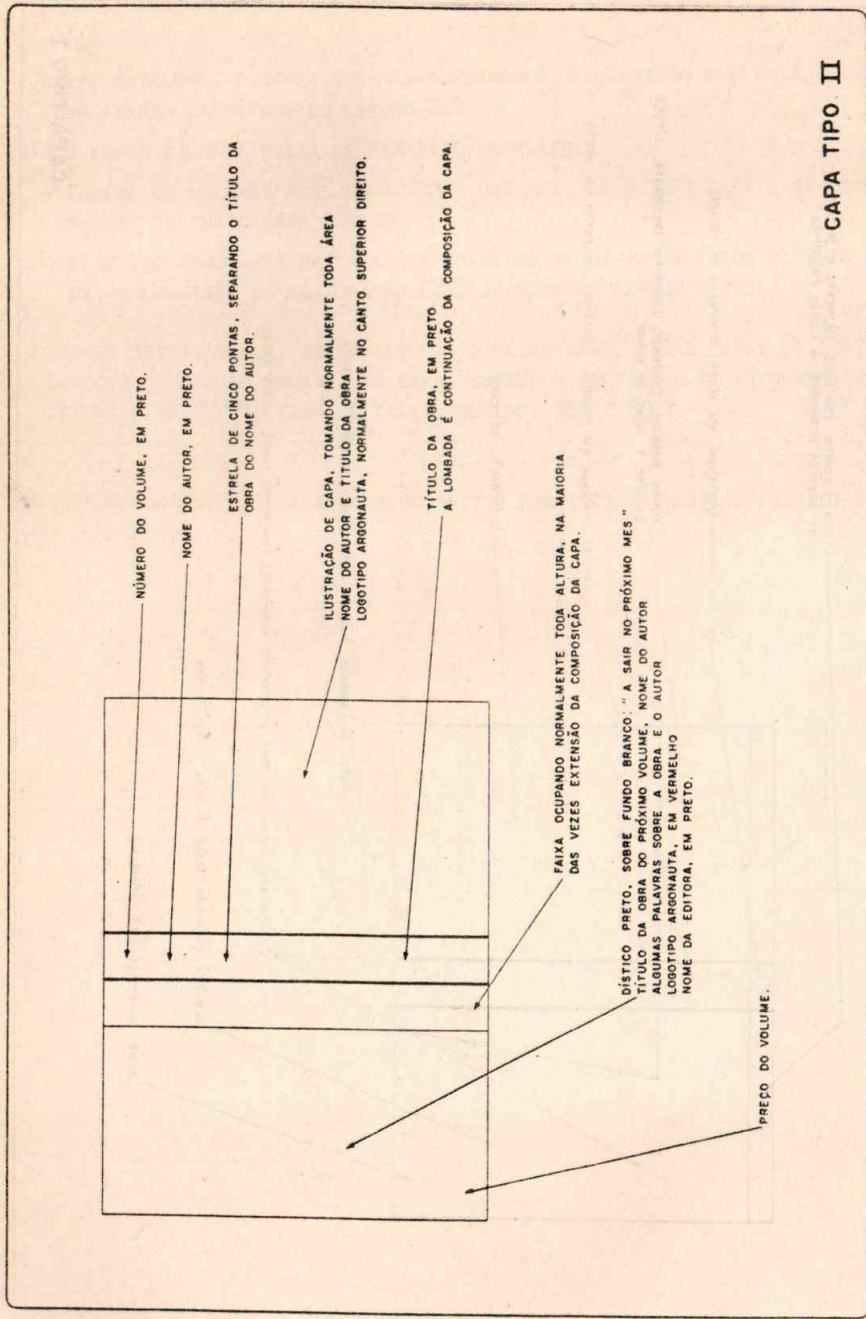 NÚMERO DO VOLUME, EM PRETO.
NOME DO AUTOR, EM PRETO.
ESTRELA DE CINCO PONTAS, SEPARANDO O TÍTULO DA
OBRA DO NOME DO AUTOR.
ILUSTRAÇÃO DE CAPA, TOMANDO NORMALMENTE TODA ÁREA
NOME DO AUTOR E TITULO DA OBRA
LOGOTIPO ARGONAUTA, NORMALMENTE NO CANTO SUPERIOR DIREITO.
TÍTULO DA OBRA, EM PRETO
A LOMBADA É CONTINUAÇÃO DA COMPOSIÇÃO DA CAPA.
FAIXA OCUPANDO NORMALMENTE TODA ALTURA, NA MAIORIA
DAS VEZES EXTENSÃO DA COMPOSIÇÃO DA CAPA.
DÍSTICO PRETO, SOBRE FUNDO BRANCO: " A SAIR NO PRÓXIMO MES "
TÍTULO DA OBRA DO PRÓXIMO VOLUME, NOME DO AUTOR
ALGUMAS PALAVRAS SOBRE A OBRA E O AUTOR
LOGOTIPO ARGONAUTA, EM VERMELHO
NOME DA EDITORA, EM PRETO.
PREÇO DO VOLUME.
CAPA TIPO II